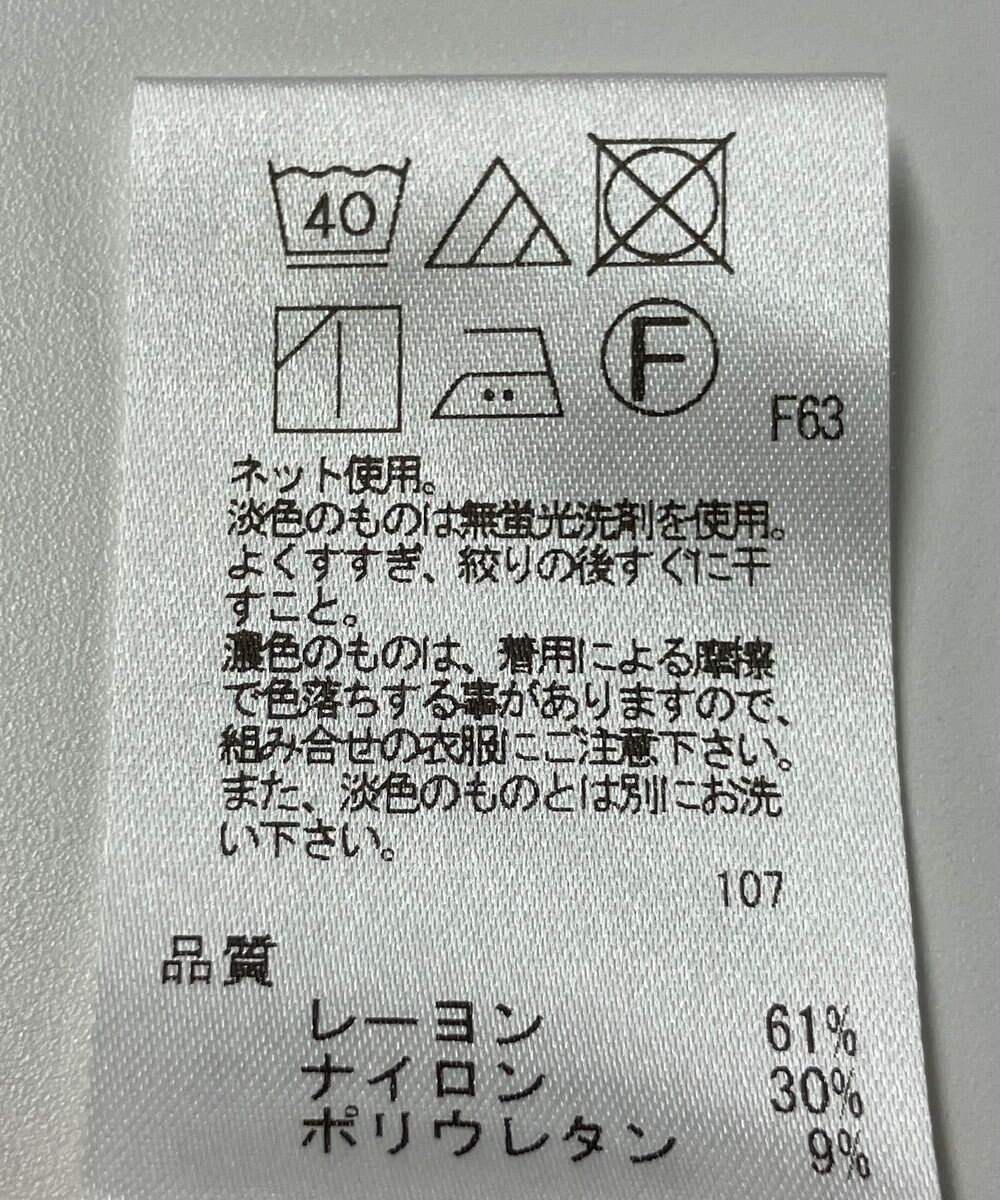 40
F
F63
ネット使用。
淡色のものは無蛍光洗剤を使用。
よくすすぎ、絞りの後すぐに干
すこと。
濃色のものは、着用による摩擦
で色落ちする事がありますので、
組み合せの衣服にご注意下さい。
また、淡色のものとは別にお洗
い下さい。
107
品質
レーヨン 61%
ナイロン 30%
ポリウレタン 9%